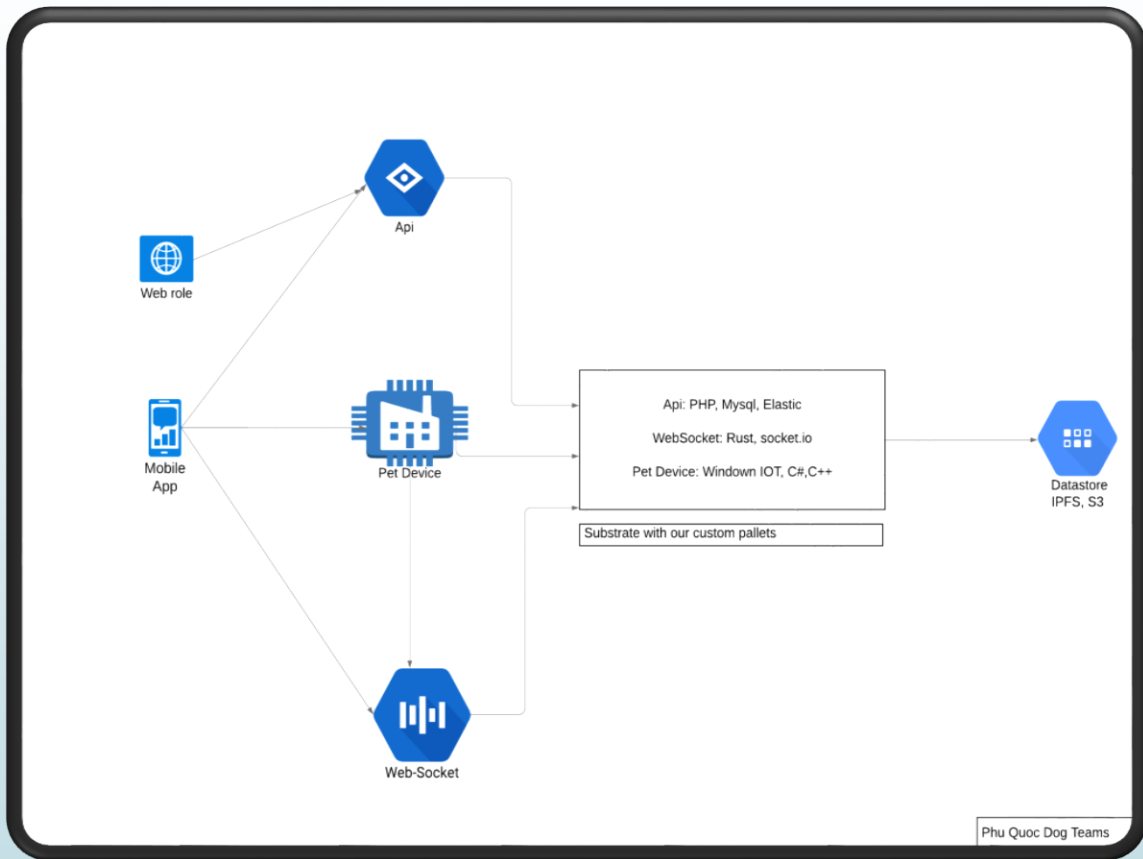 Api
Web role
Mobile
App
Pet Device
Api: PHP, Mysql, Elastic
WebSocket: Rust, socket.io
Pet Device: Windown IOT, C#,C++
Substrate with our custom pallets
Datastore
IPFS, S3
Web-Socket
Phu Quoc Dog Teams